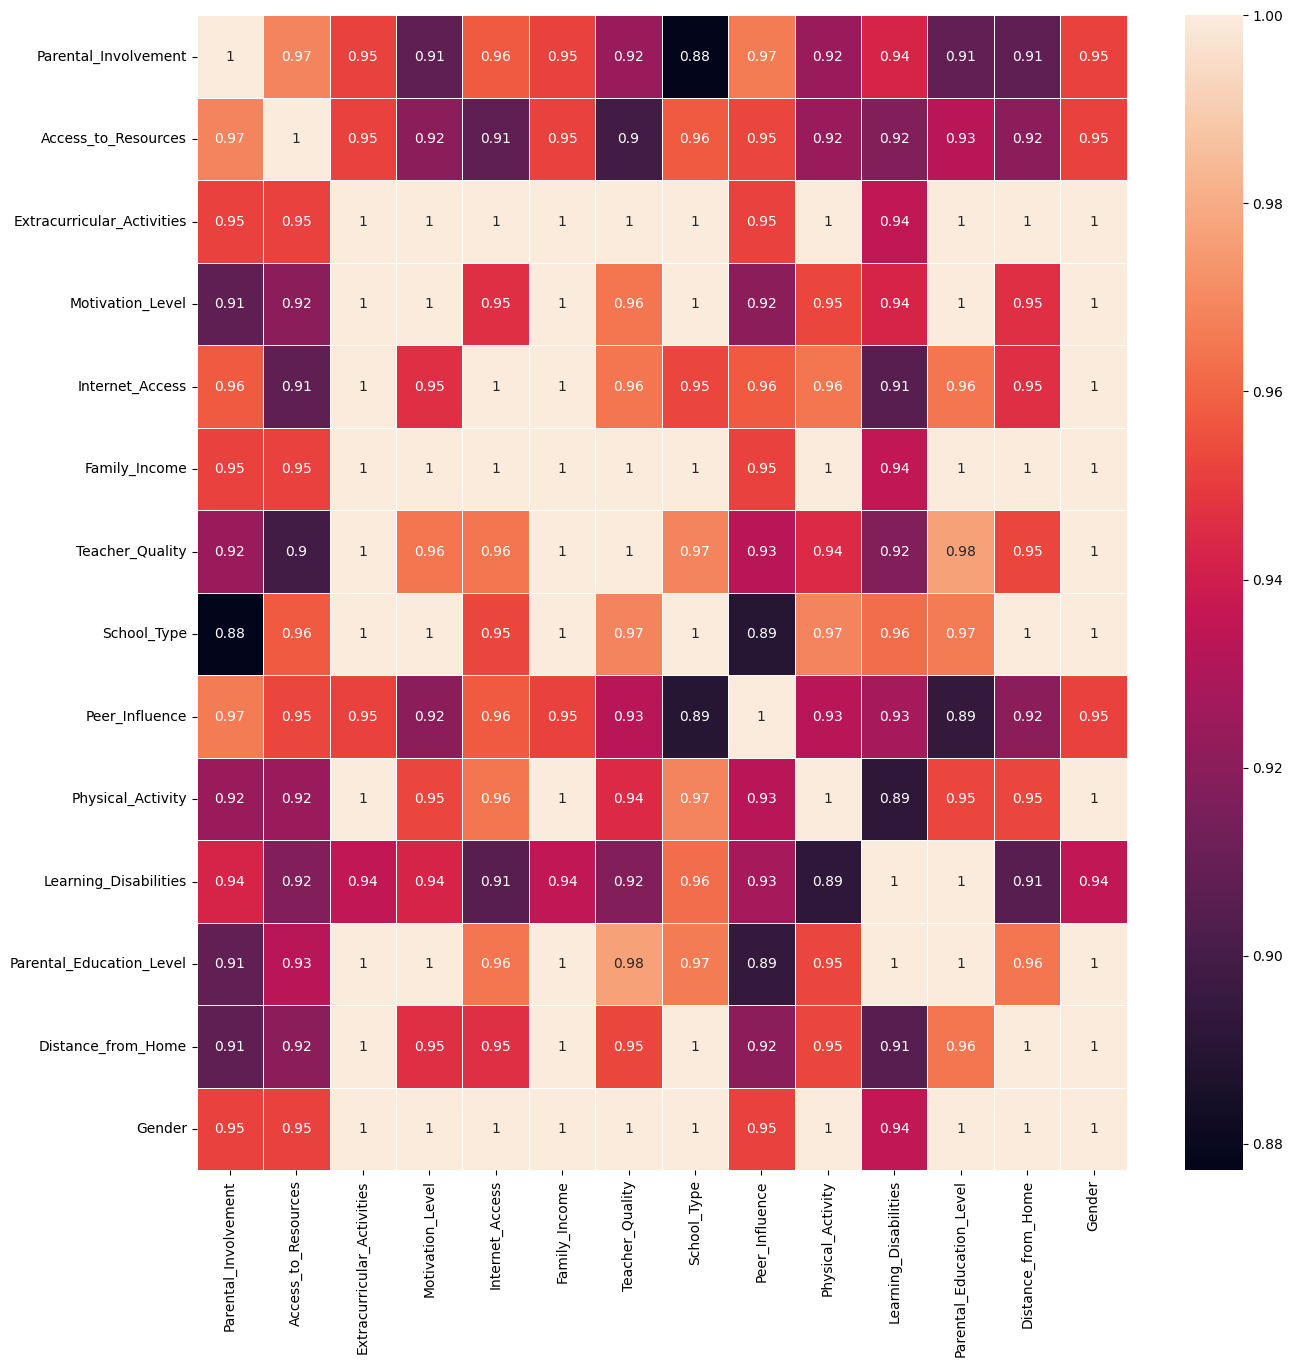 Parental_Involvement 1 0.97 0.95 0.91 0.96 0.95 0.92 0.88 0.97 0.92 0.94 0.91 0.91 0.95
Access_to_Resources 0.97 1 0.95 0.92 0.91 0.95 0.9 0.96 0.95 0.92 0.92 0.93 0.92 0.95
Extracurricular_Activities 0.95 0.95 1 1 1 1 1 1 0.95 1 0.94 1 1 1
Motivation_Level 0.91 0.92 1 1 0.95 1 0.96 1 0.92 0.95 0.94 1 0.95 1
Internet_Access 0.96 0.91 1 0.95 1 1 0.96 0.95 0.96 0.96 0.91 0.96 0.95 1
Family_Income 0.95 0.95 1 1 1 1 1 1 0.95 1 0.94 1 1 1
Teacher_Quality 0.92 0.9 1 0.96 0.96 1 1 0.97 0.93 0.94 0.92 0.98 0.95 1
School_Type 0.88 0.96 1 1 0.95 1 0.97 1 0.89 0.97 0.96 0.97 1 1
Peer_Influence 0.97 0.95 0.95 0.92 0.96 0.95 0.93 0.89 1 0.93 0.93 0.89 0.92 0.95
Physical_Activity 0.92 0.92 1 0.95 0.96 1 0.94 0.97 0.93 1 0.89 0.95 0.95 1
Learning_Disabilities 0.94 0.92 0.94 0.94 0.91 0.94 0.92 0.96 0.93 0.89 1 1 0.91 0.94
Parental_Education_Level 0.91 0.93 1 1 0.96 1 0.98 0.97 0.89 0.95 1 1 0.96 1
Distance_from_Home 0.91 0.92 1 0.95 0.95 1 0.95 1 0.92 0.95 0.91 0.96 1 1
Gender 0.95 0.95 1 1 1 1 1 1 0.95 1 0.94 1 1 1
Parental_Involvement
Access_to_Resources
Extracurricular_Activities
Motivation_Level
Internet_Access
Family_Income
Teacher_Quality
School_Type
Peer_Influence
Physical_Activity
Learning_Disabilities
Parental_Education_Level
Distance_from_Home
Gender
1.00
0.98
0.96
0.94
0.92
0.90
0.88